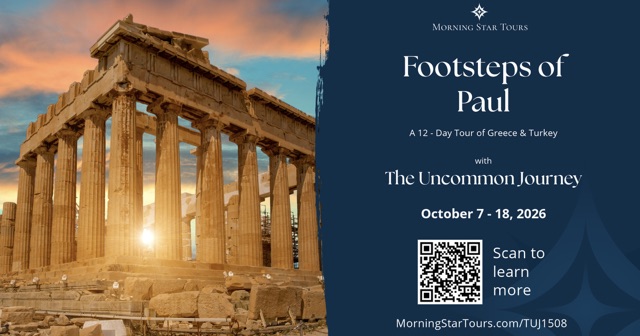 Morning Star Tours
Footsteps of
Paul
A 12 - Day Tour of Greece & Turkey
with
The Uncommon Journey
October 7 - 18, 2026
Scan to
learn
more
MorningStarTours.com/TUJ1508